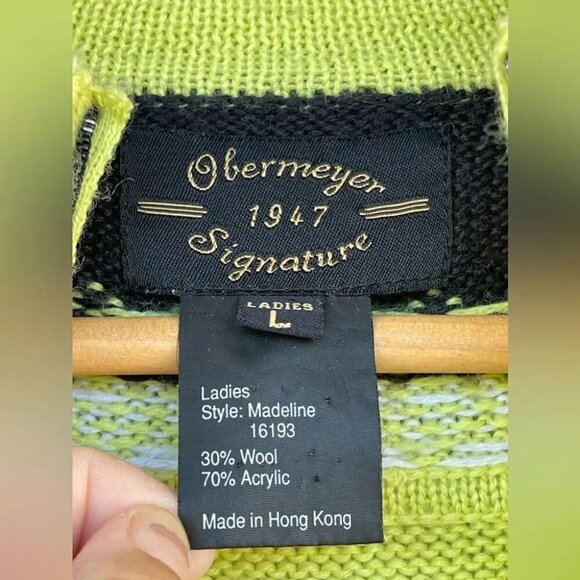 Obermeyer
1947
Signature
LADIES
L
Ladies
Style: Madeline
16193
30% Wool
70% Acrylic
Made in Hong Kong